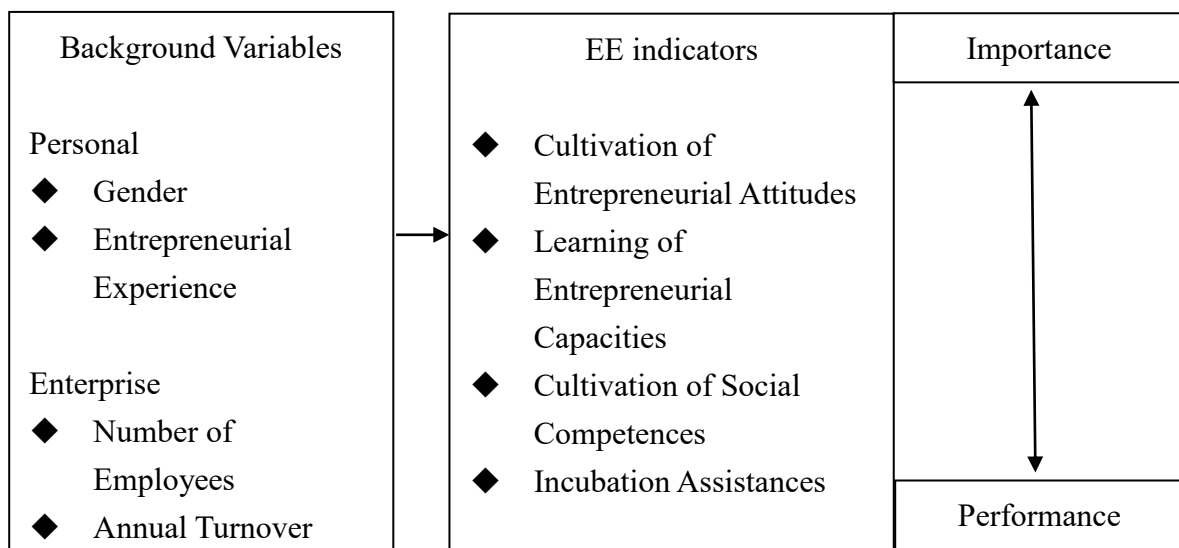 Background Variables
Personal
◆ Gender
◆ Entrepreneurial
Experience
Enterprise
◆ Number of
Employees
◆ Annual Turnover
EE indicators
◆ Cultivation of
Entrepreneurial Attitudes
◆ Learning of
Entrepreneurial
Capacities
◆ Cultivation of Social
Competences
◆ Incubation Assistances
Importance
Performance